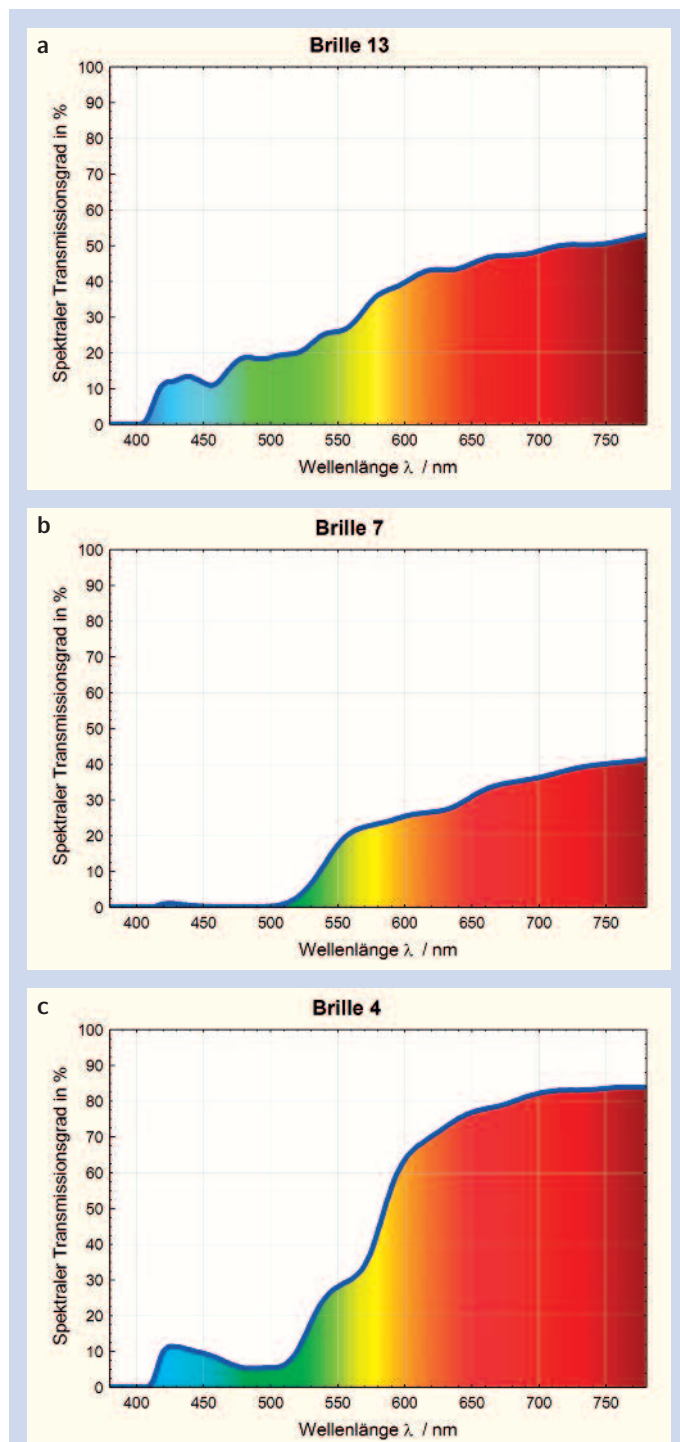 a
Brille 13
Spektraler Transmissionsgrad in %
100
90
80
70
60
50
40
30
20
10
0
400 450 500 550 600 650 700 750
Wellenlänge λ / nm
b
Brille 7
Spektraler Transmissionsgrad in %
100
90
80
70
60
50
40
30
20
10
0
400 450 500 550 600 650 700 750
Wellenlänge λ / nm
c
Brille 4
Spektraler Transmissionsgrad in %
100
90
80
70
60
50
40
30
20
10
0
400 450 500 550 600 650 700 750
Wellenlänge λ / nm